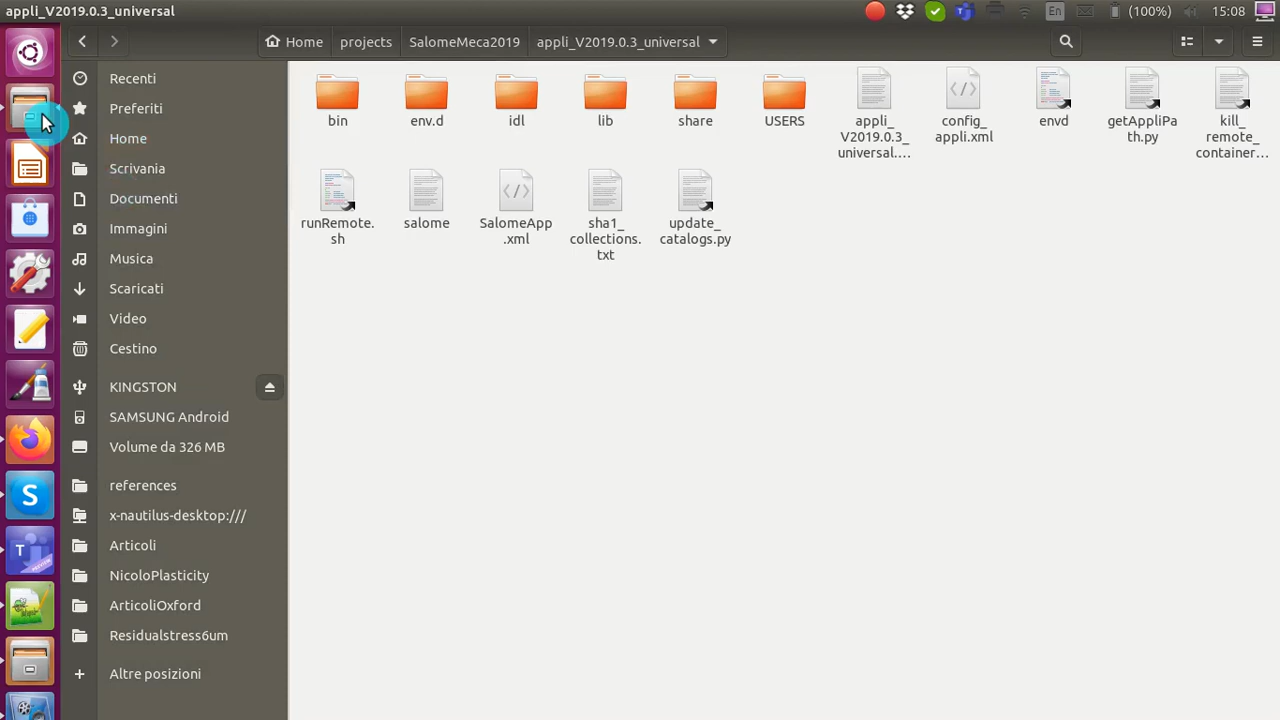 appli_V2019.0.3_universal
En
(100%)
15:08
Home
projects
SalomeMeca2019
appli_V2019.0.3_universal
Recenti
Preferiti
Home
Scrivania
Documenti
Immagini
Musica
Scaricati
Video
Cestino
KINGSTON
SAMSUNG Android
Volume da 326 MB
references
x-nautilus-desktop:///
Articoli
NicoloPlasticity
ArticoliOxford
Residualstress6um
Altre posizioni
bin
env.d
idl
lib
share
USERS
appli_
V2019.0.3_
universal....
config_
appli.xml
envd
getAppliPa
th.py
kill_
remote_
container...
runRemote.
sh
salome
SalomeApp
.xml
sha1_
collections.
txt
update_
catalogs.py